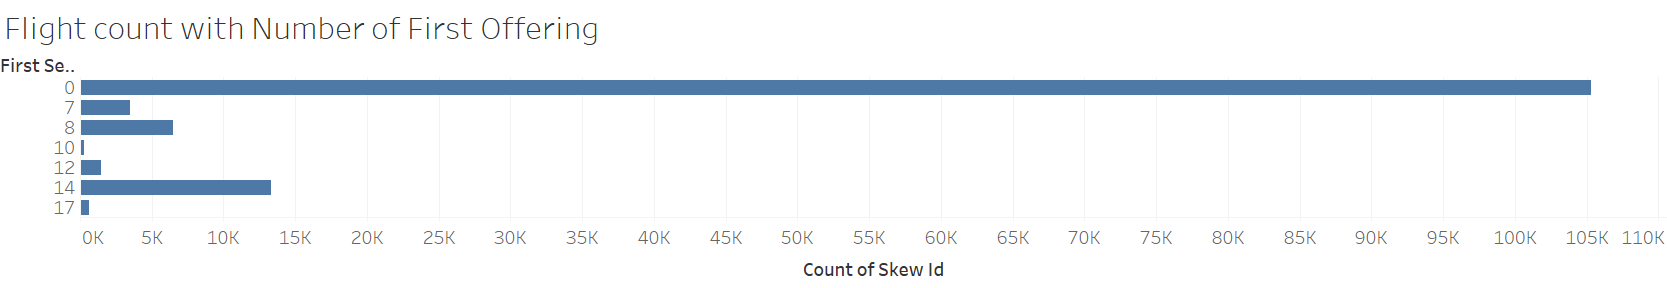 Flight count with Number of First Offering
First Se..
0
7
8
10
12
14
17
0K 5K 10K 15K 20K 25K 30K 35K 40K 45K 50K 55K 60K 65K 70K 75K 80K 85K 90K 95K 100K 105K 110K
Count of Skew Id